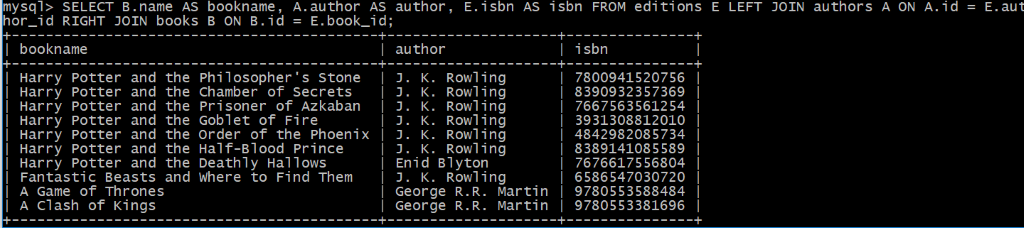 mysql> SELECT B.name AS bookname, A.author AS author, E.isbn AS isbn FROM editions E LEFT JOIN authors A ON A.id = E.aut
hor_id RIGHT JOIN books B ON B.id = E.book_id;
+-------------------------------------------+--------------------+---------------+
| bookname | author | isbn |
+-------------------------------------------+--------------------+---------------+
| Harry Potter and the Philosopher's Stone | J. K. Rowling | 7800941520756 |
| Harry Potter and the Chamber of Secrets | J. K. Rowling | 8390932357369 |
| Harry Potter and the Prisoner of Azkaban | J. K. Rowling | 7667563561254 |
| Harry Potter and the Goblet of Fire | J. K. Rowling | 3931308812010 |
| Harry Potter and the Order of the Phoenix | J. K. Rowling | 4842982085734 |
| Harry Potter and the Half-Blood Prince | J. K. Rowling | 8389141085589 |
| Harry Potter and the Deathly Hallows | Enid Blyton | 7676617556804 |
| Fantastic Beasts and Where to Find Them | J. K. Rowling | 6586547030720 |
| A Game of Thrones | George R.R. Martin | 9780553588484 |
| A Clash of Kings | George R.R. Martin | 9780553381696 |
+-------------------------------------------+--------------------+---------------+